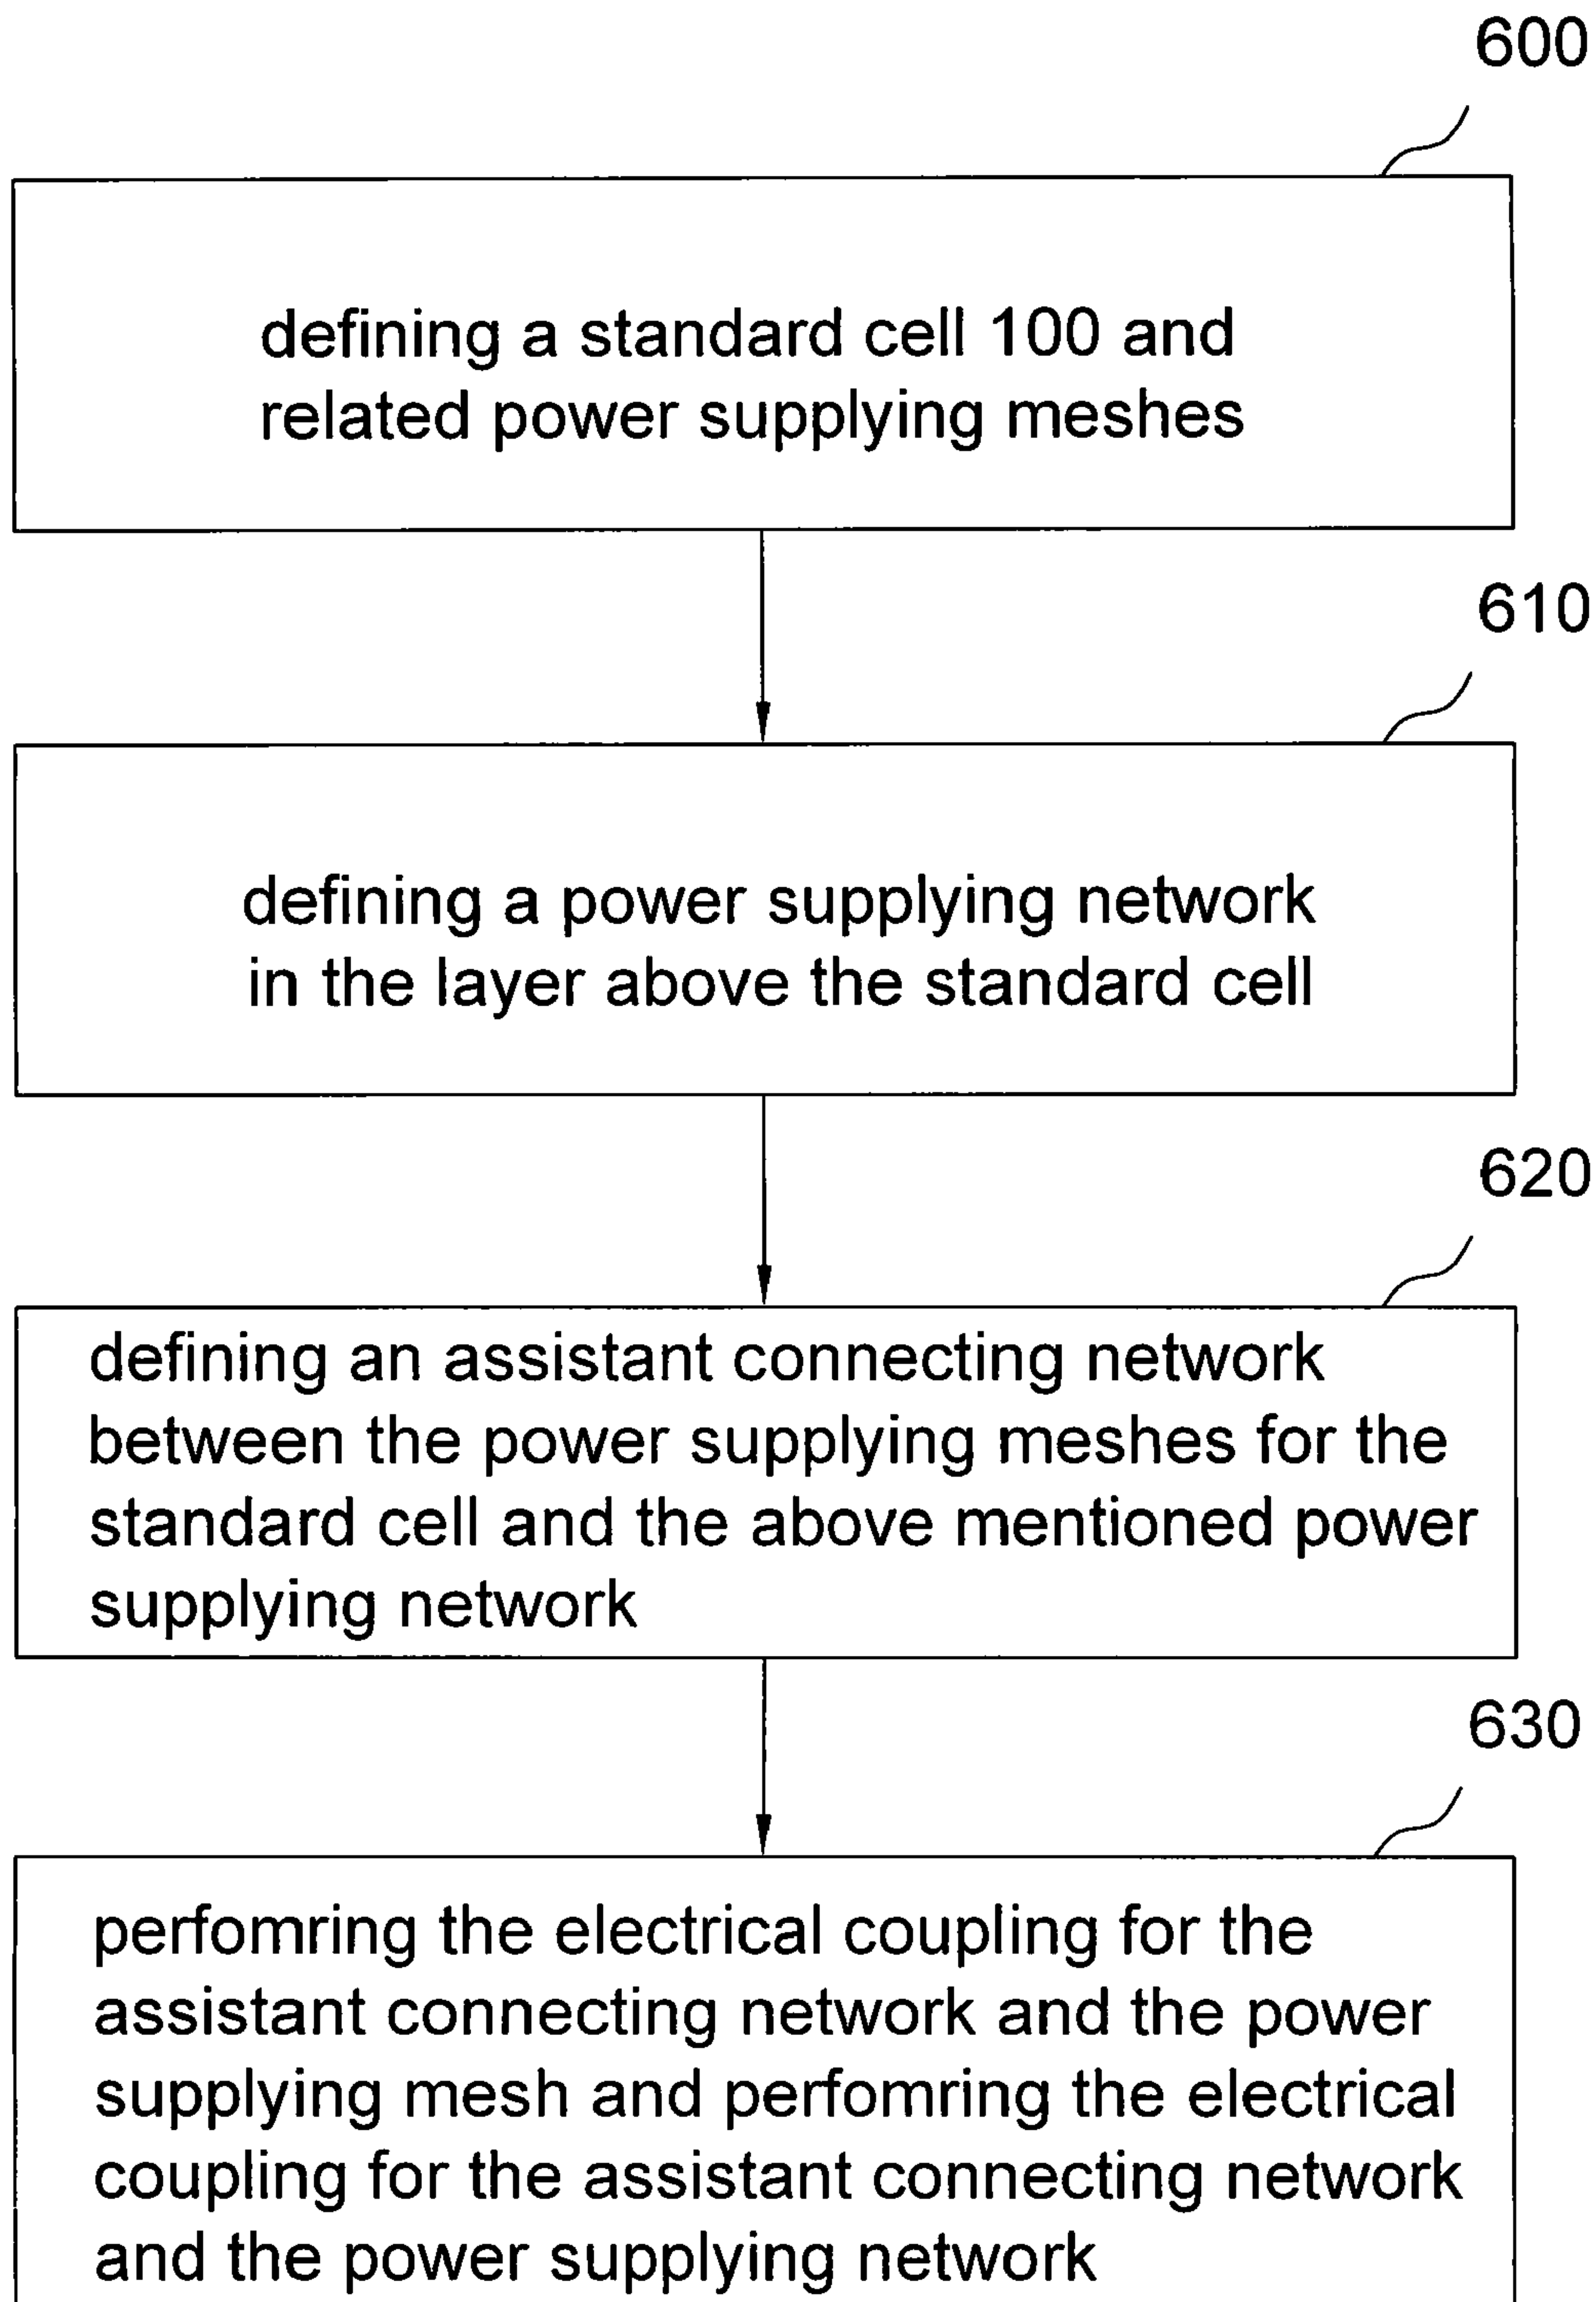 600
defining a standard cell 100 and
related power supplying meshes
610
defining a power supplying network
in the layer above the standard cell
620
defining an assistant connecting network
between the power supplying meshes for the
standard cell and the above mentioned power
supplying network
630
perfomring the electrical coupling for the
assistant connecting network and the power
supplying mesh and perfomring the electrical
coupling for the assistant connecting network
and the power supplying network